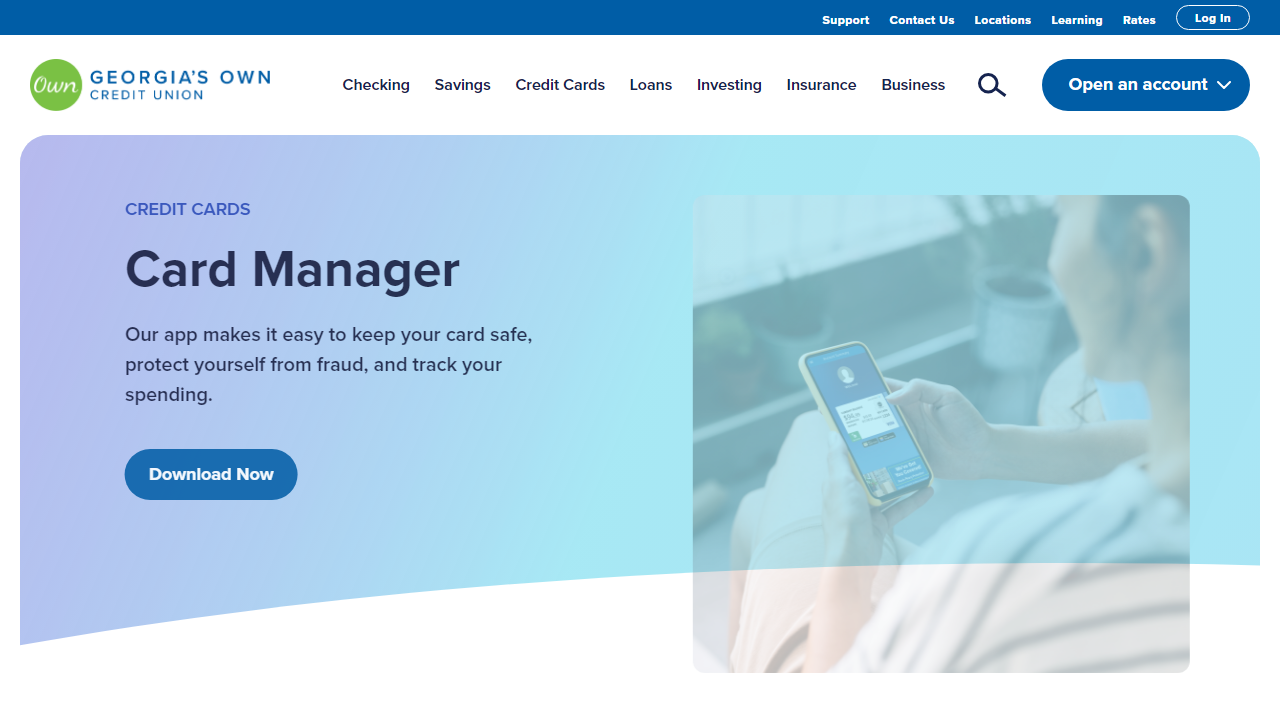 Support Contact Us Locations Learning Rates Log In
Own GEORGIA'S OWN
CREDIT UNION
Checking Savings Credit Cards Loans Investing Insurance Business Open an account
CREDIT CARDS
Card Manager
Our app makes it easy to keep your card safe,
protect yourself from fraud, and track your
spending.
Download Now